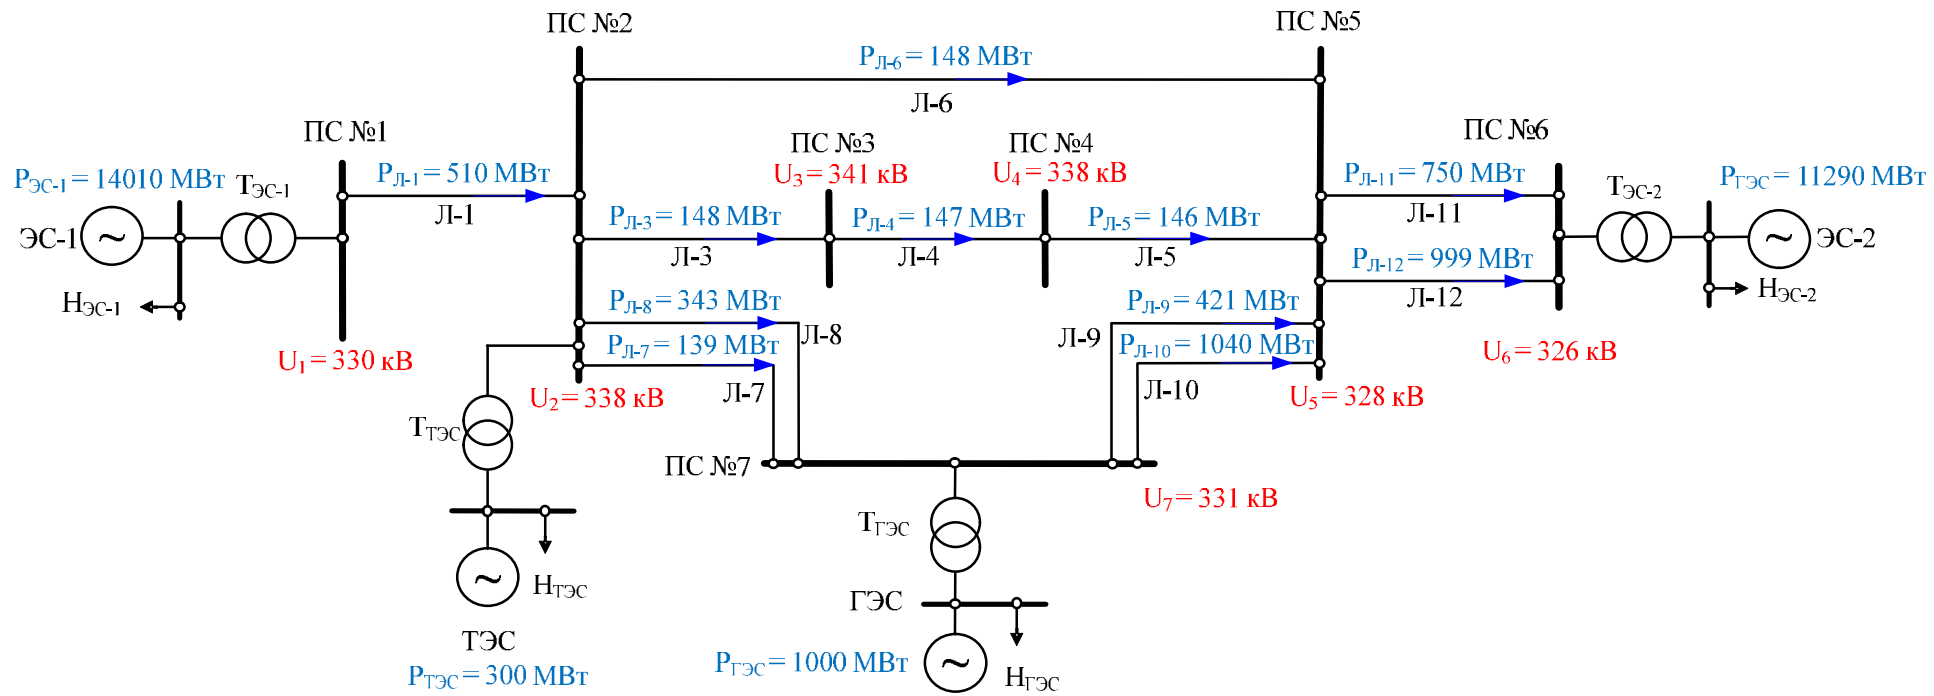 ПС №2
ПС №5
P Л-6 = 148 МВт
Л-6
ПС №1
ПС №3
U3 = 341 кВ
ПС №4
U4 = 338 кВ
ПС №6
PЭС-1 = 14010 МВт
TЭС-1
PЛ-1 = 510 МВт
Л-1
PЛ-3 = 148 МВт
Л-3
PЛ-4 = 147 МВт
Л-4
PЛ-5 = 146 МВт
Л-5
PЛ-11 = 750 МВт
Л-11
TЭС-2
PГЭС = 11290 МВт
ЭС-1
~
~
ЭС-2
НЭС-1
PЛ-12 = 999 МВт
Л-12
НЭС-2
PЛ-8 = 343 МВт
Л-8
PЛ-9 = 421 МВт
Л-9
U1 = 330 кВ
PЛ-7 = 139 МВт
Л-7
PЛ-10 = 1040 МВт
Л-10
U6 = 326 кВ
U2 = 338 кВ
U5 = 328 кВ
TТЭС
ПС №7
U7 = 331 кВ
TГЭС
~
НТЭС
ГЭС
ТЭС
PТЭС = 300 МВт
PГЭС = 1000 МВт
~
НГЭС